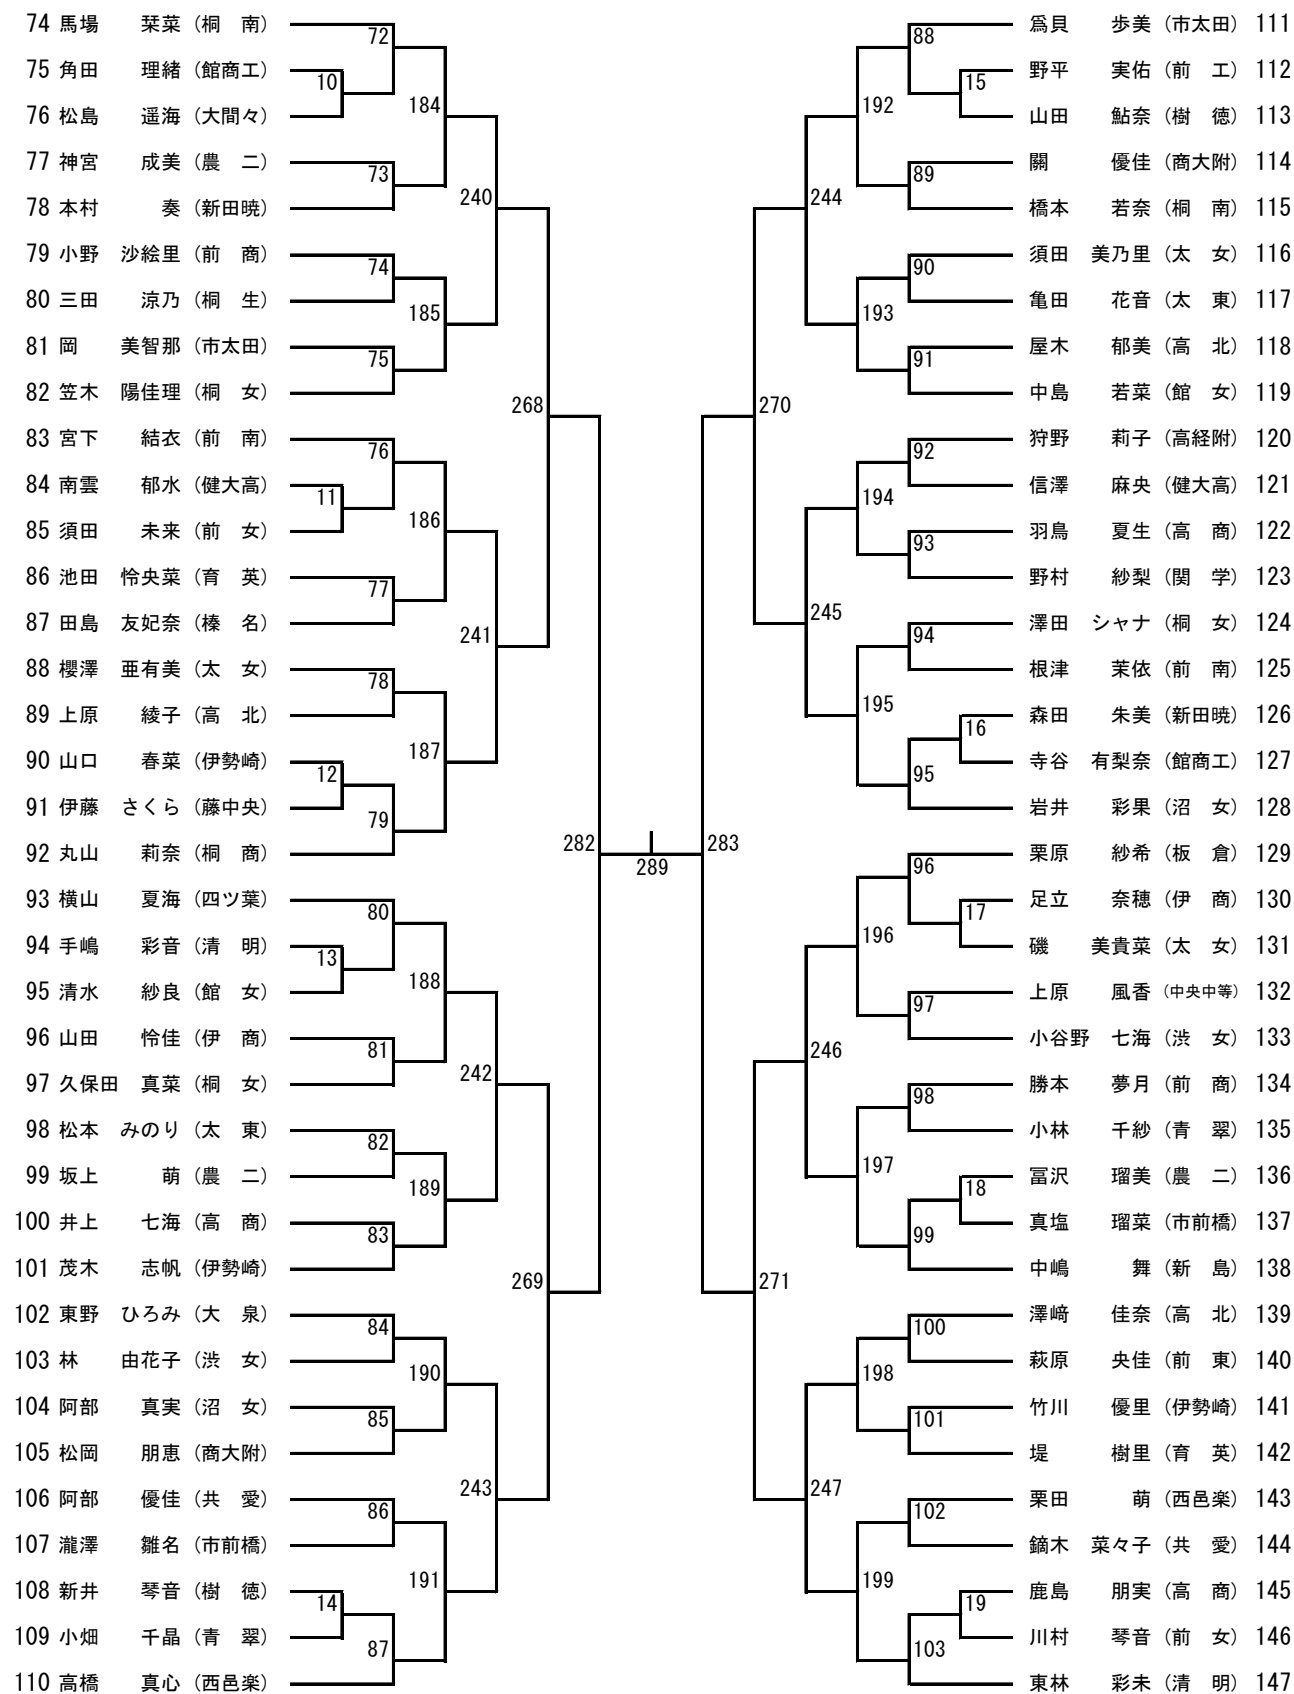 74 馬場 栞菜 (桐 南)
75 角田 理緒 (館商工)
76 松島 遥海 (大間々)
77 神宮 成美 (農 二)
78 本村 奏 (新田暁)
79 小野 沙絵里 (前 商)
80 三田 涼乃 (桐 生)
81 岡 美智那 (市太田)
82 笠木 陽佳理 (桐 女)
83 宮下 結衣 (前 南)
84 南雲 郁水 (健大高)
85 須田 未来 (前 女)
86 池田 怜央菜 (育 英)
87 田島 友妃奈 (榛 名)
88 櫻澤 亜有美 (太 女)
89 上原 綾子 (高 北)
90 山口 春菜 (伊勢崎)
91 伊藤 さくら (藤中央)
92 丸山 莉奈 (桐 商)
93 横山 夏海 (四ツ葉)
94 手嶋 彩音 (清 明)
95 清水 紗良 (館 女)
96 山田 怜佳 (伊 商)
97 久保田 真菜 (桐 女)
98 松本 みのり (太 東)
99 坂上 萌 (農 二)
100 井上 七海 (高 商)
101 茂木 志帆 (伊勢崎)
102 東野 ひろみ (大 泉)
103 林 由花子 (渋 女)
104 阿部 真実 (沼 女)
105 松岡 朋恵 (商大附)
106 阿部 優佳 (共 愛)
107 瀧澤 雛名 (市前橋)
108 新井 琴音 (樹 徳)
109 小畑 千晶 (青 翠)
110 高橋 真心 (西邑楽)
72
10
184
73
240
74
185
75
268
76
11
186
77
241
78
187
12
79
282
80
13
188
81
242
82
189
83
269
84
190
85
243
86
191
14
87
289
88
15
192
89
244
90
193
91
270
92
194
93
245
94
195
16
95
283
96
17
196
97
246
98
197
18
99
271
100
198
101
247
102
199
19
103
爲貝 歩美 (市太田) 111
野平 実佑 (前 工) 112
山田 鮎奈 (樹 徳) 113
關 優佳 (商大附) 114
橋本 若奈 (桐 南) 115
須田 美乃里 (太 女) 116
亀田 花音 (太 東) 117
屋木 郁美 (高 北) 118
中島 若菜 (館 女) 119
狩野 莉子 (高経附) 120
信澤 麻央 (健大高) 121
羽鳥 夏生 (高 商) 122
野村 紗梨 (関 学) 123
澤田 シャナ (桐 女) 124
根津 茉依 (前 南) 125
森田 朱美 (新田暁) 126
寺谷 有梨奈 (館商工) 127
岩井 彩果 (沼 女) 128
栗原 紗希 (板 倉) 129
足立 奈穂 (伊 商) 130
磯 美貴菜 (太 女) 131
上原 風香 (中央中等) 132
小谷野 七海 (渋 女) 133
勝本 夢月 (前 商) 134
小林 千紗 (青 翠) 135
冨沢 瑠美 (農 二) 136
真塩 瑠菜 (市前橋) 137
中嶋 舞 (新 島) 138
澤﨑 佳奈 (高 北) 139
萩原 央佳 (前 東) 140
竹川 優里 (伊勢崎) 141
堤 樹里 (育 英) 142
栗田 萌 (西邑楽) 143
鏑木 菜々子 (共 愛) 144
鹿島 朋実 (高 商) 145
川村 琴音 (前 女) 146
東林 彩未 (清 明) 147